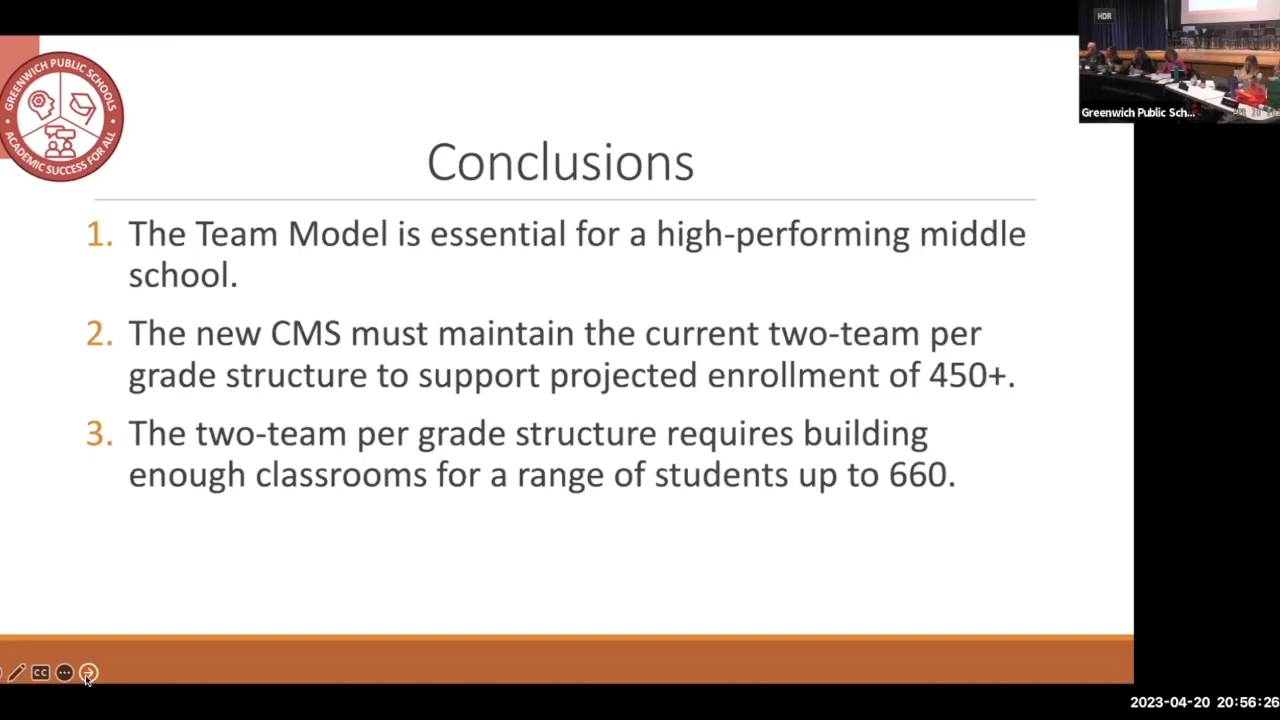 HDR
GREENWICH PUBLIC SCHOOLS
ACADEMIC SUCCESS FOR ALL
Greenwich Public Sch...
Conclusions
1. The Team Model is essential for a high-performing middle
school.
2. The new CMS must maintain the current two-team per
grade structure to support projected enrollment of 450+.
3. The two-team per grade structure requires building
enough classrooms for a range of students up to 660.
CC
2023-04-20 20:56:26